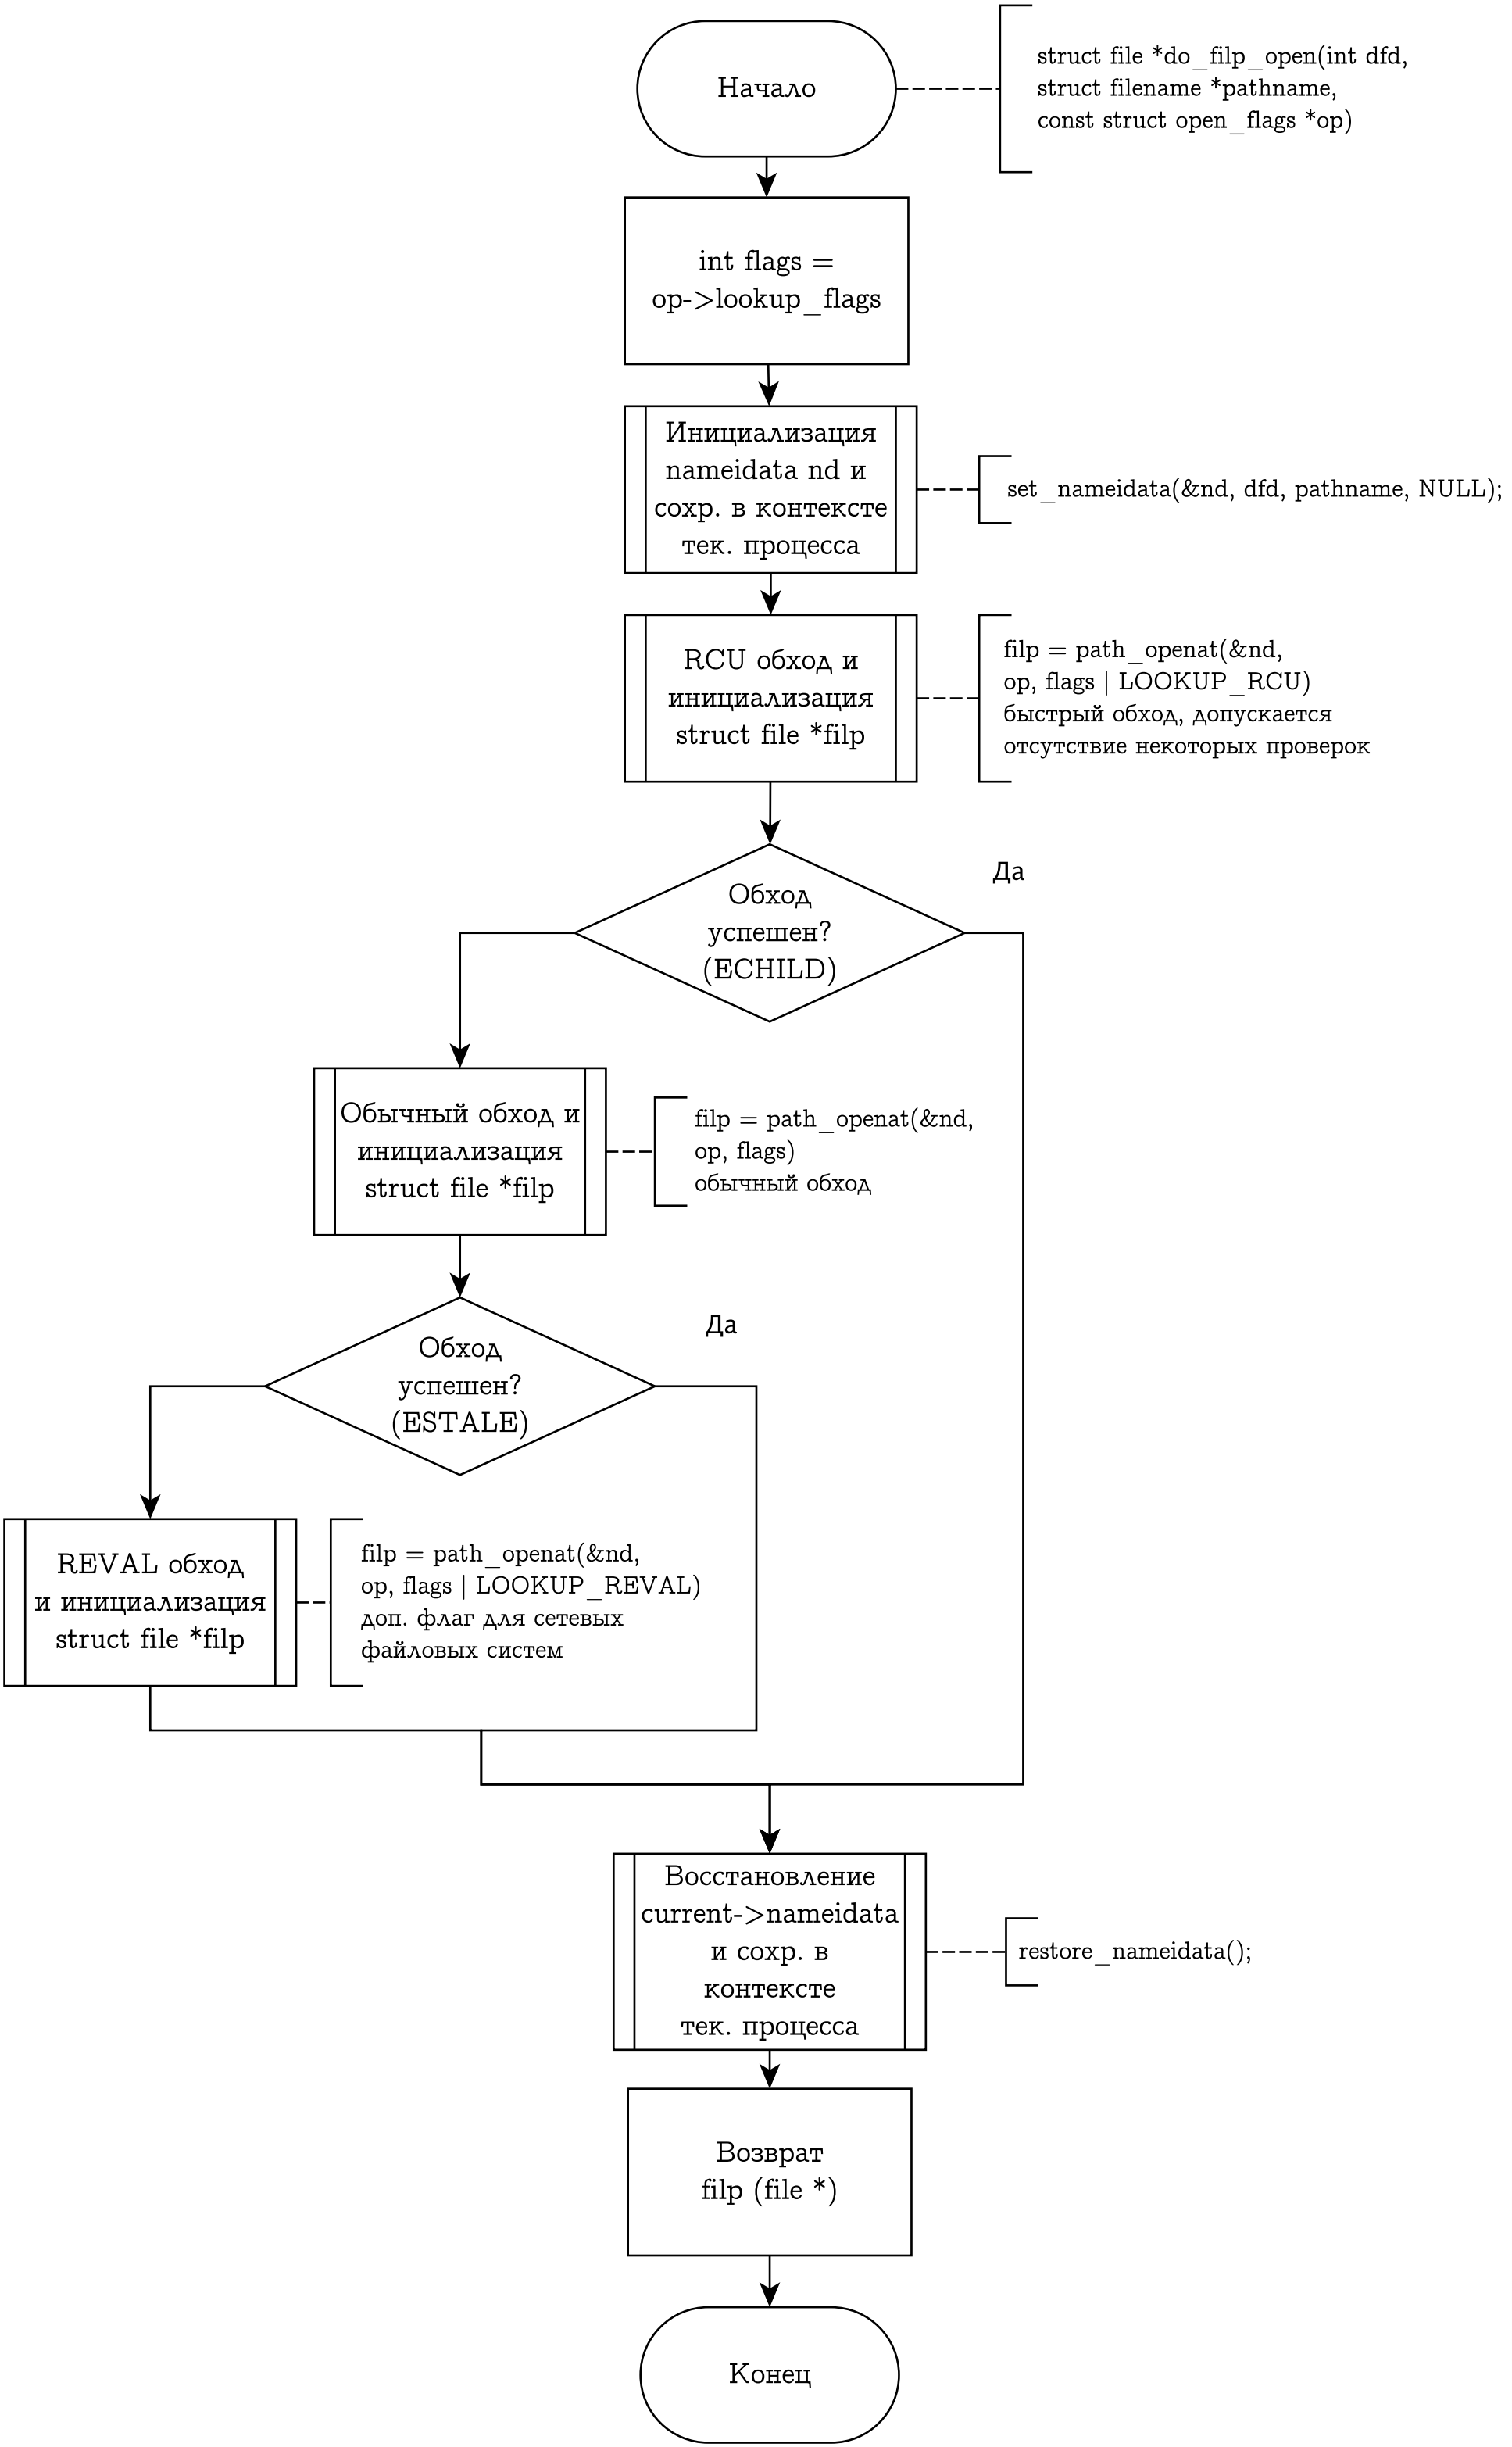 Начало
struct file *do_filp_open(int dfd,
struct filename *pathname,
const struct open_flags *op)
int flags =
op->lookup_flags
Инициализация
nameidata nd и
сохр. в контексте
тек. процесса
set_nameidata(&nd, dfd, pathname, NULL);
RCU обход и
инициализация
struct file *filp
filp = path_openat(&nd,
op, flags | LOOKUP_RCU)
быстрый обход, допускается
отсутствие некоторых проверок
Да
Обход
успешен?
(ECHILD)
Обычный обход и
инициализация
struct file *filp
filp = path_openat(&nd,
op, flags)
обычный обход
Да
Обход
успешен?
(ESTALE)
REVAL обход
и инициализация
struct file *filp
filp = path_openat(&nd,
op, flags | LOOKUP_REVAL)
доп. флаг для сетевых
файловых систем
Восстановление
current->nameidata
и сохр. в
контексте
тек. процесса
restore_nameidata();
Возврат
filp (file *)
Конец